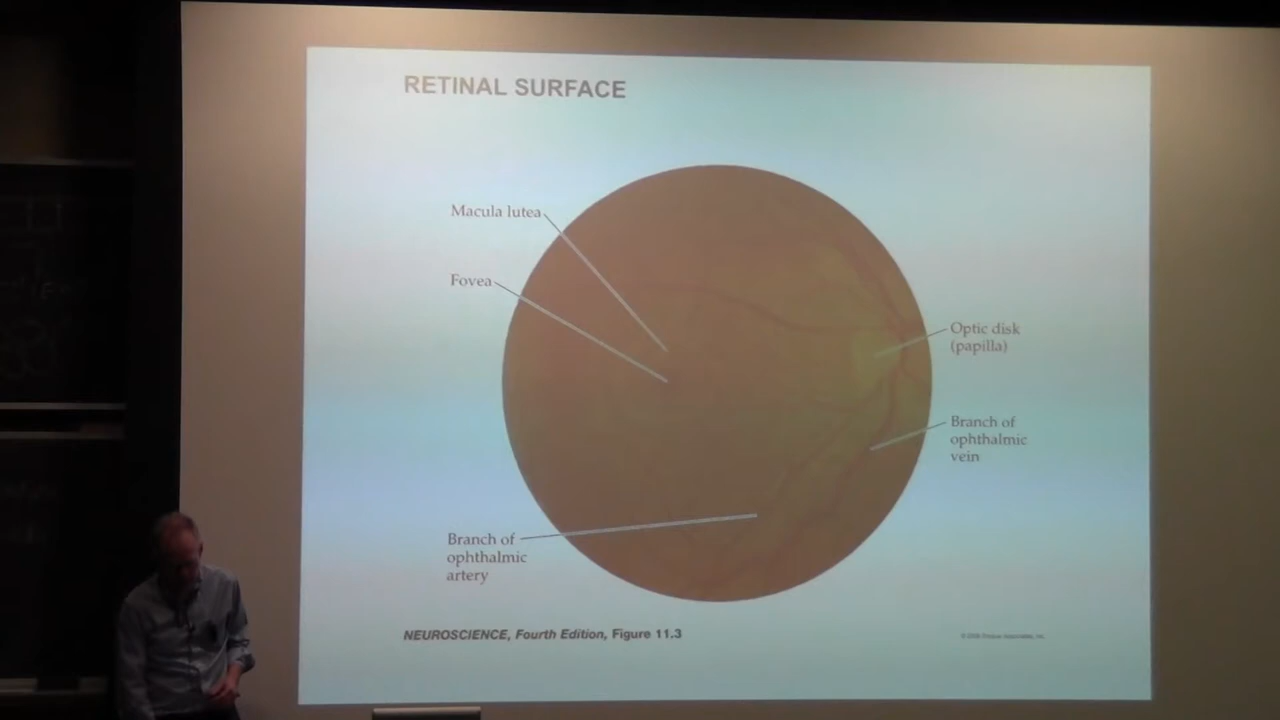 RETINAL SURFACE
Macula lutea
Fovea
Optic disk
(papilla)
Branch of
ophthalmic
vein
Branch of
ophthalmic
artery
NEUROSCIENCE, Fourth Edition, Figure 11.3